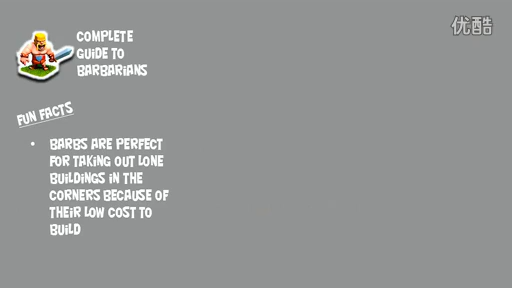 优酷
COMPLETE
GUIDE TO
BARBARIANS
FUN FACTS
• BARBS ARE PERFECT
FOR TAKING OUT LONE
BUILDINGS IN THE
CORNERS BECAUSE OF
THEIR LOW COST TO
BUILD